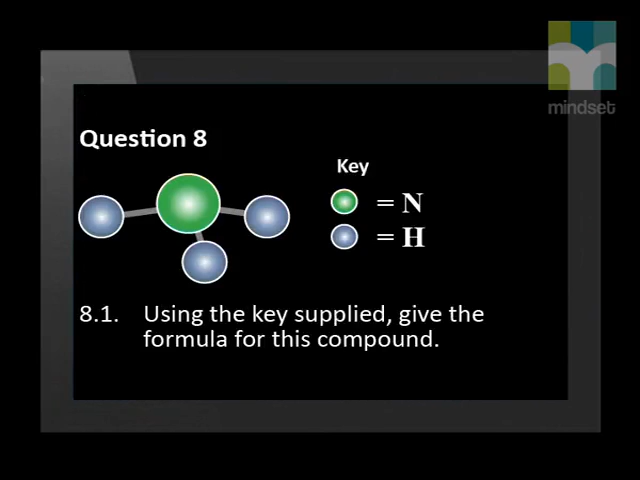 mindset
Question 8
Key
= N
= H
8.1. Using the key supplied, give the
formula for this compound.